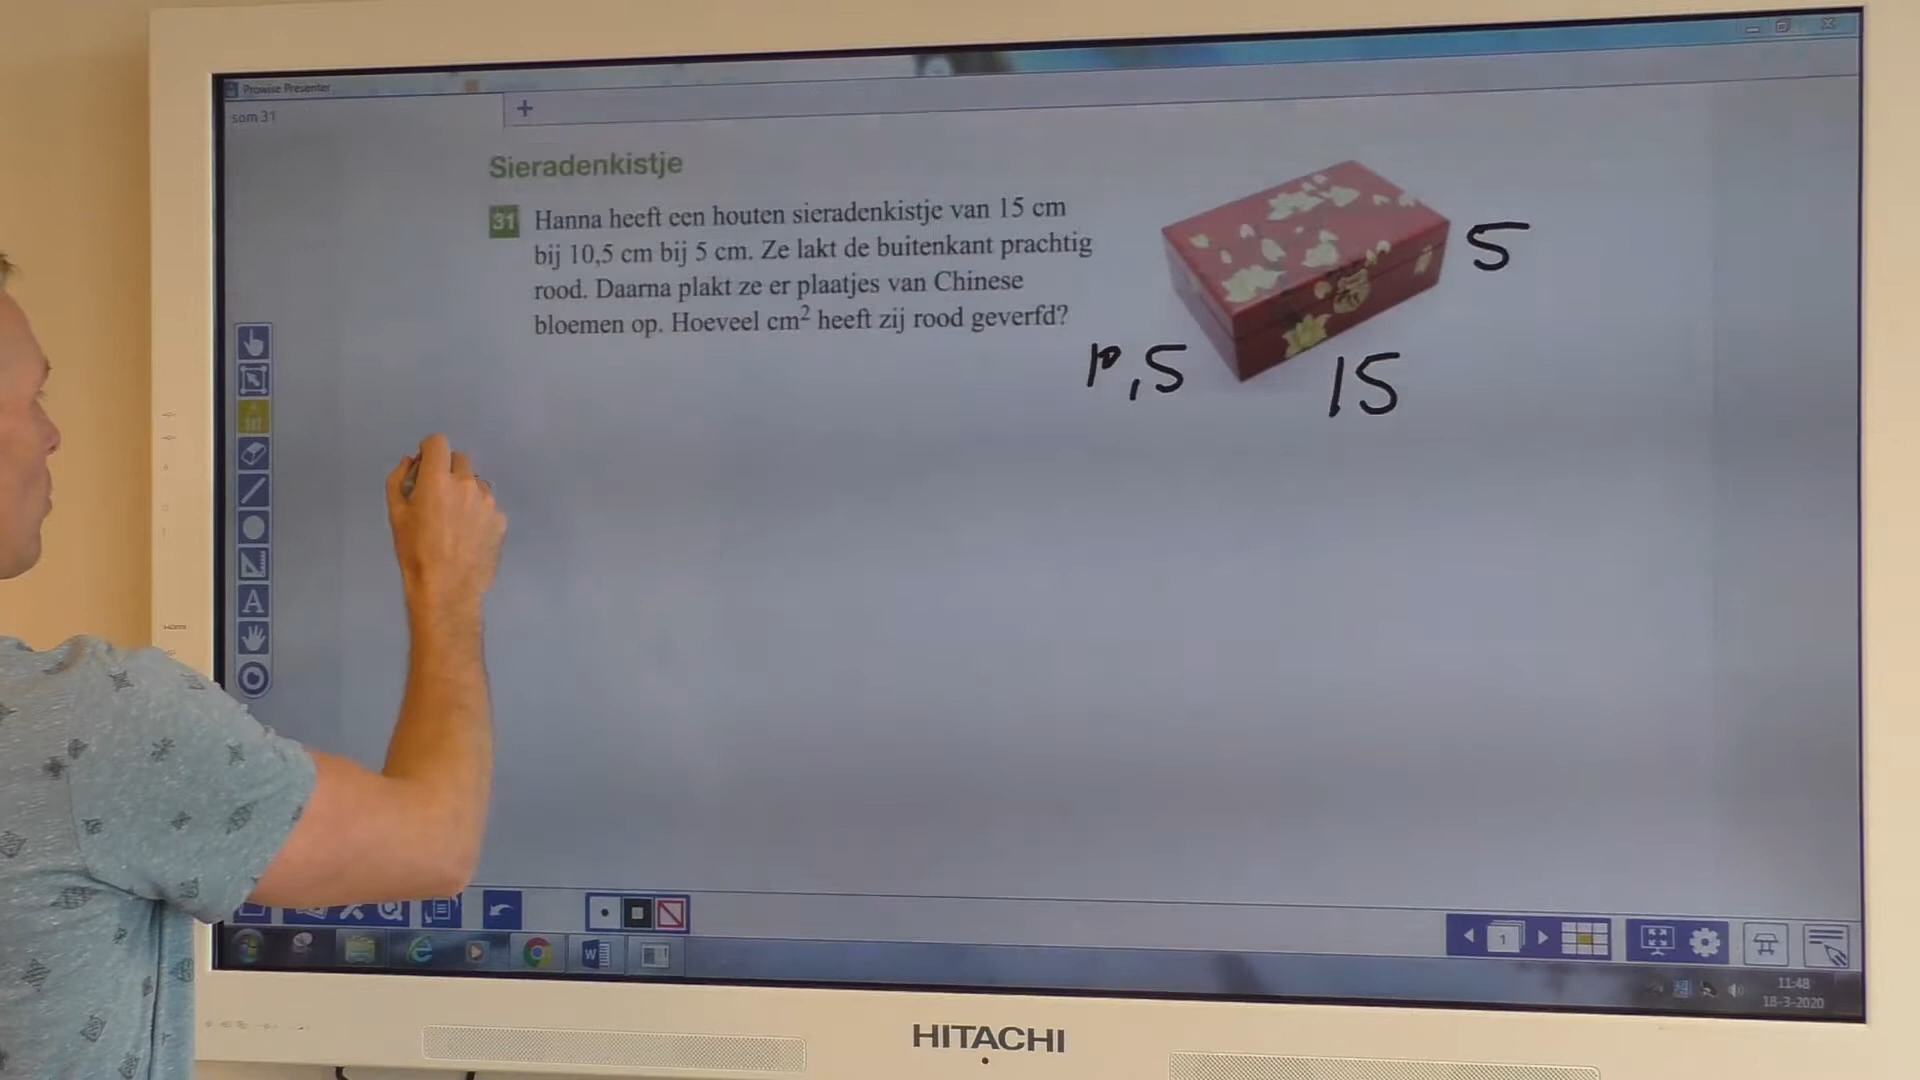 Prowise Presenter
som 31
+
Sieradenkistje
31 Hanna heeft een houten sieradenkistje van 15 cm
bij 10,5 cm bij 5 cm. Ze lakt de buitenkant prachtig
rood. Daarna plakt ze er plaatjes van Chinese
bloemen op. Hoeveel cm² heeft zij rood geverfd?
5
10,5
15
A
1
11:48
18-3-2020
HITACHI